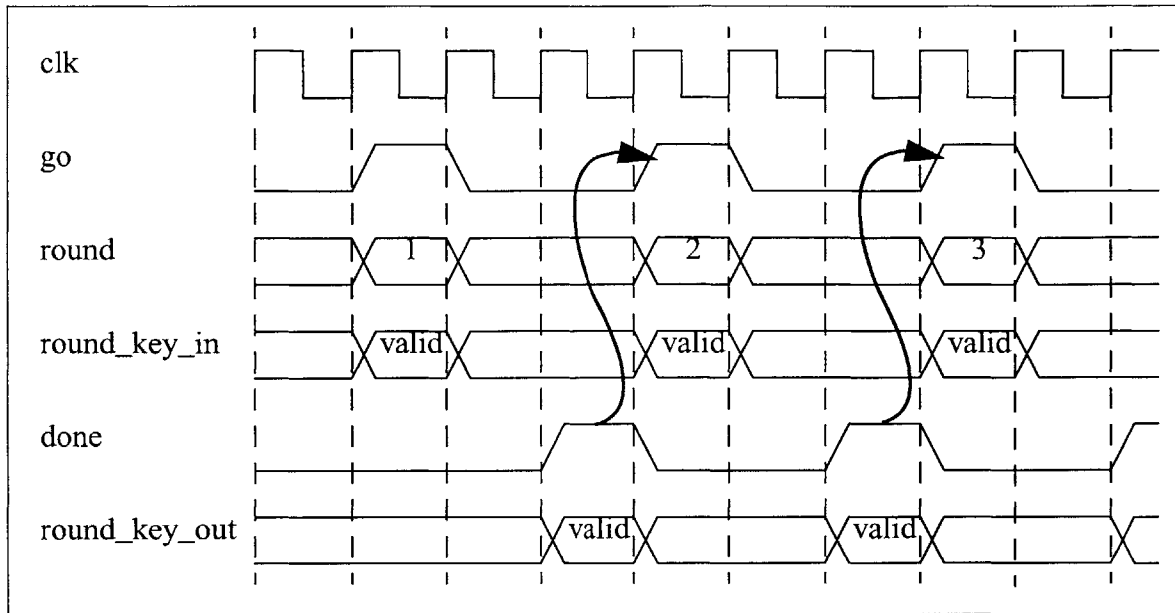 clk
go
round 1 2 3
round_key_in valid valid valid
done
round_key_out valid valid